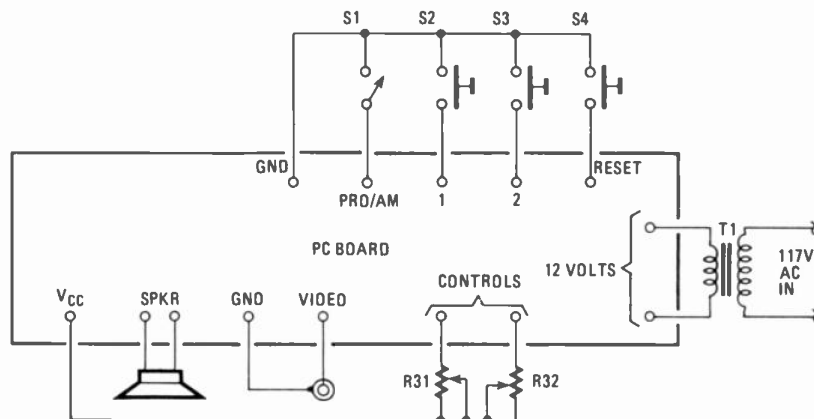 S1 S2 S3 S4
GND RESET
PRO/AM 1 2
T1
12 VOLTS
117V
AC
IN
PC BOARD
CONTROLS
VCC SPKR GND VIDEO
R31 R32